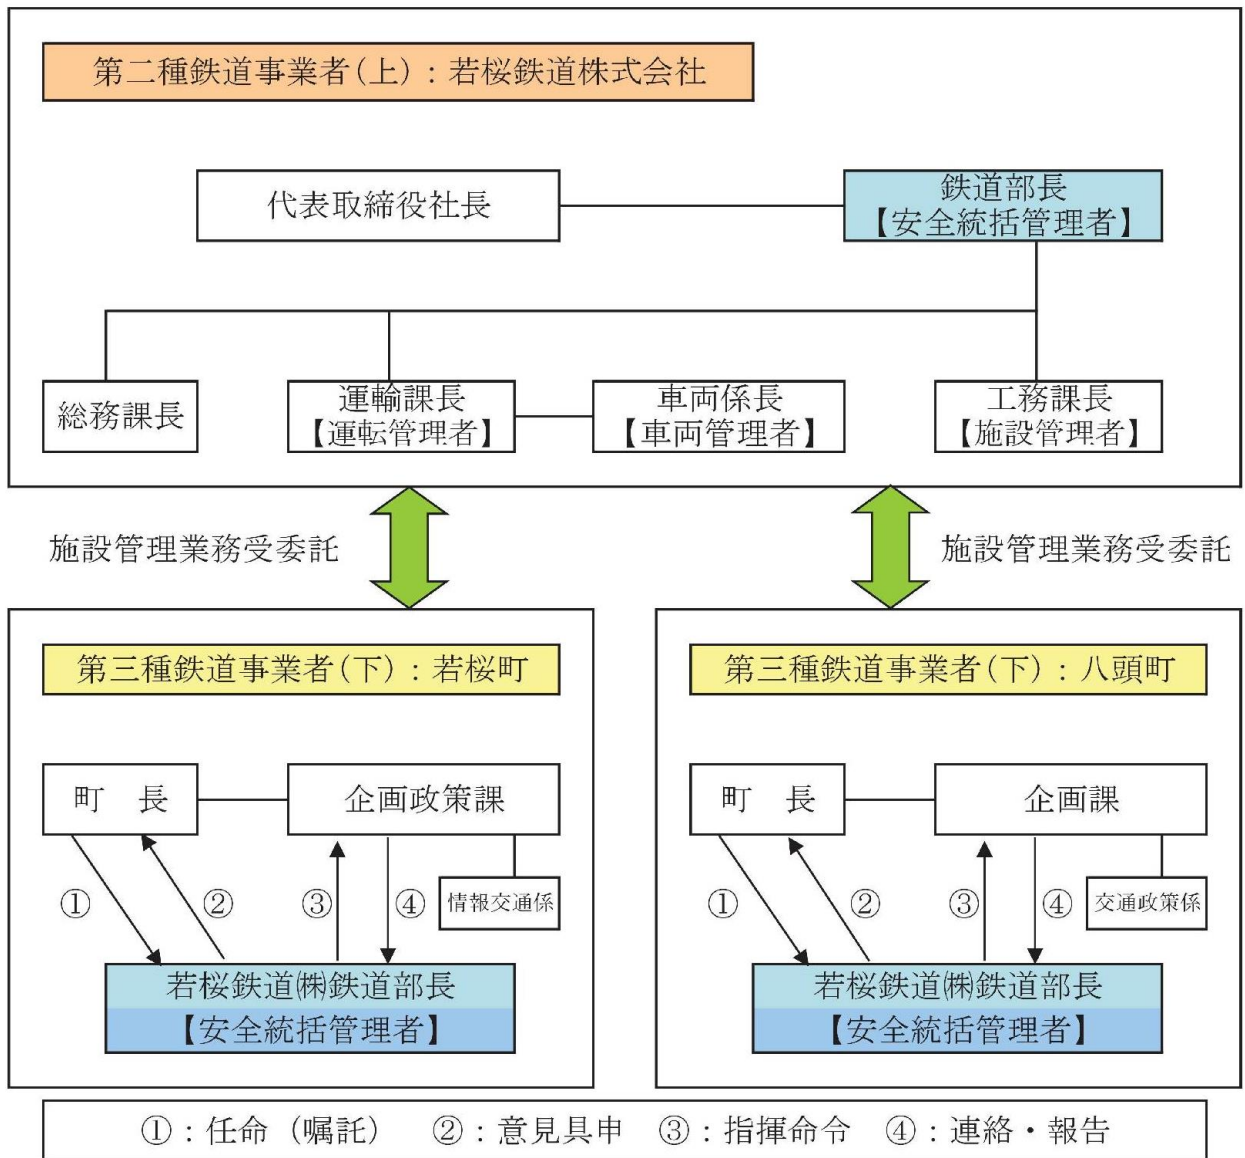 第二種鉄道事業者(上)：若桜鉄道株式会社
代表取締役社長
鉄道部長
【安全統括管理者】
総務課長
運輸課長
【運転管理者】
車両係長
【車両管理者】
工務課長
【施設管理者】
施設管理業務受委託
施設管理業務受委託
第三種鉄道事業者(下)：若桜町
町　長
企画政策課
①
②
③
④
情報交通係
若桜鉄道㈱鉄道部長
【安全統括管理者】
第三種鉄道事業者(下)：八頭町
町　長
企画課
①
②
③
④
交通政策係
若桜鉄道㈱鉄道部長
【安全統括管理者】
①：任命（嘱託）　②：意見具申　③：指揮命令　④：連絡・報告